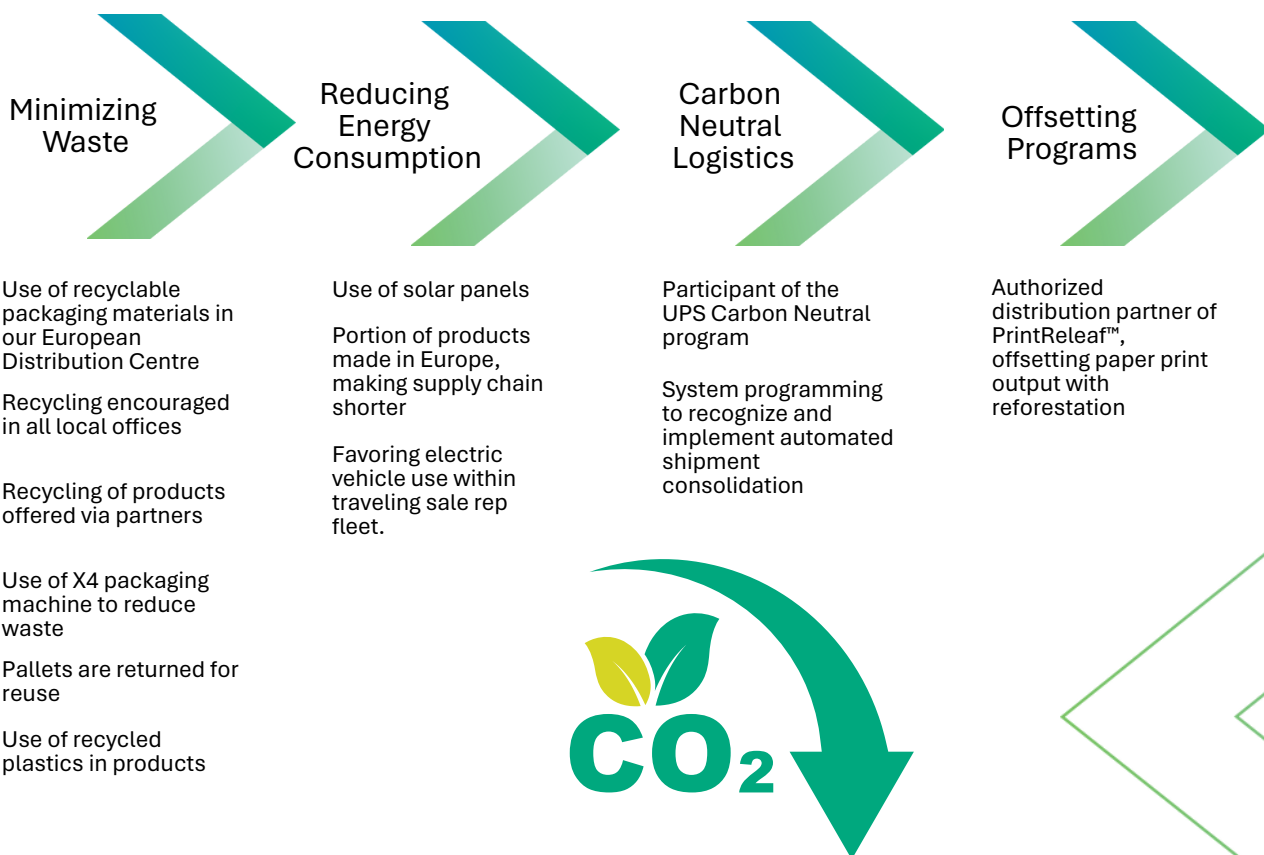 Minimizing
Waste
Use of recyclable
packaging materials in
our European
Distribution Centre
Recycling encouraged
in all local offices
Recycling of products
offered via partners
Use of X4 packaging
machine to reduce
waste
Pallets are returned for
reuse
Use of recycled
plastics in products
Reducing
Energy
Consumption
Use of solar panels
Portion of products
made in Europe,
making supply chain
shorter
Favoring electric
vehicle use within
traveling sale rep
fleet.
Carbon
Neutral
Logistics
Participant of the
UPS Carbon Neutral
program
System programming
to recognize and
implement automated
shipment
consolidation
Offsetting
Programs
Authorized
distribution partner of
PrintReleaf™,
offsetting paper print
output with
reforestation
CO2